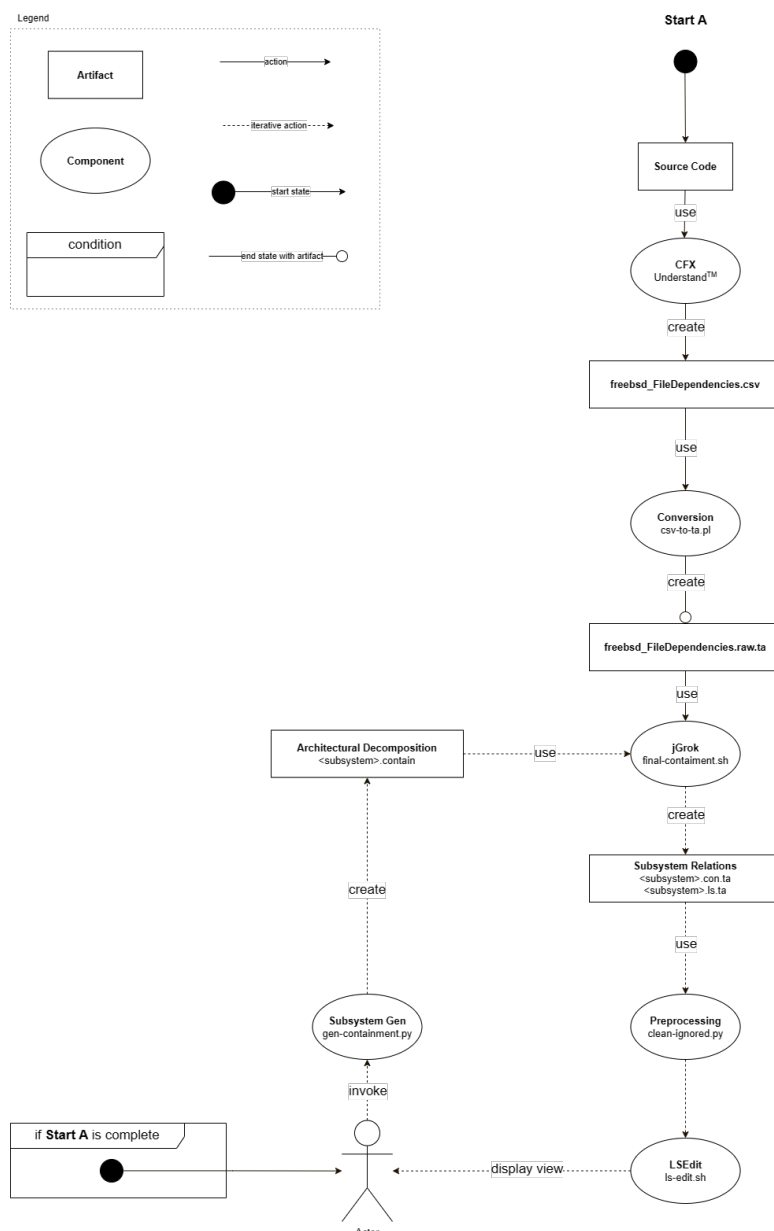 Legend
Start A
Artifact
action
iterative action
Component
Source Code
start state
use
condition
end state with artifact
CFX
Understand™
create
freebsd_FileDependencies.csv
use
Conversion
csv-to-ta.pl
create
freebsd_FileDependencies.raw.ta
use
Architectural Decomposition
<subsystem>.contain
use
jGrok
final-contaiment.sh
create
Subsystem Relations
<subsystem>.con.ta
<subsystem>.ls.ta
create
use
Subsystem Gen
gen-containment.py
Preprocessing
clean-ignored.py
invoke
if Start A is complete
display view
LSEdit
ls-edit.sh
Actor